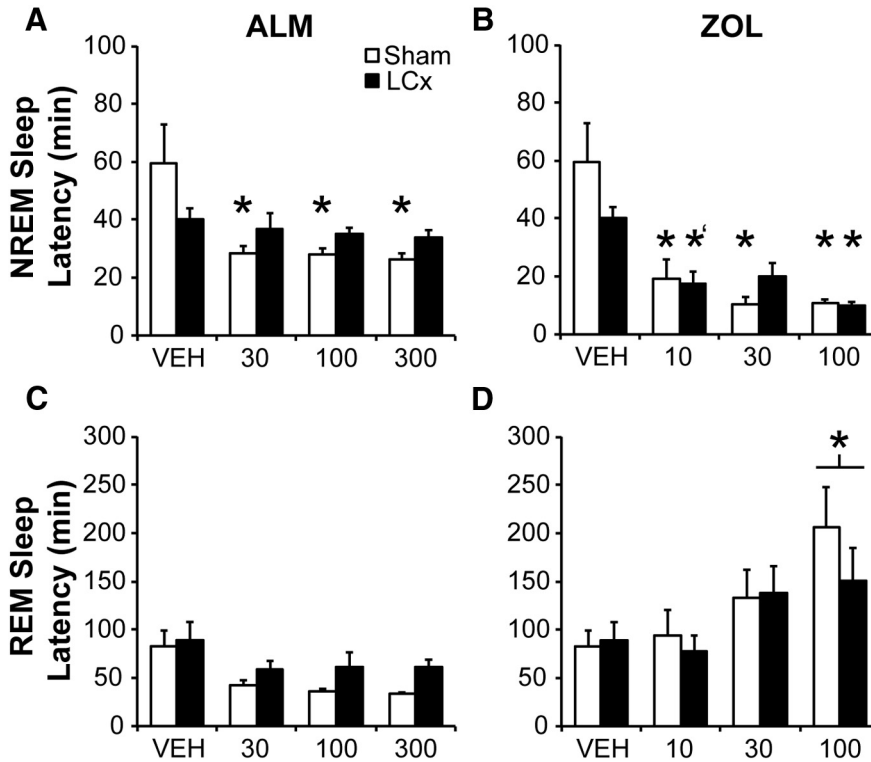 A
ALM
Sham
LCx
NREM Sleep
Latency (min)
100
80
60
40
20
0
*
*
*
VEH 30 100 300
B
ZOL
100
80
60
40
20
0
* *‘ * * *
VEH 10 30 100
C
REM Sleep
Latency (min)
300
250
200
150
100
50
0
VEH 30 100 300
D
300
250
200
150
100
50
0
*
VEH 10 30 100